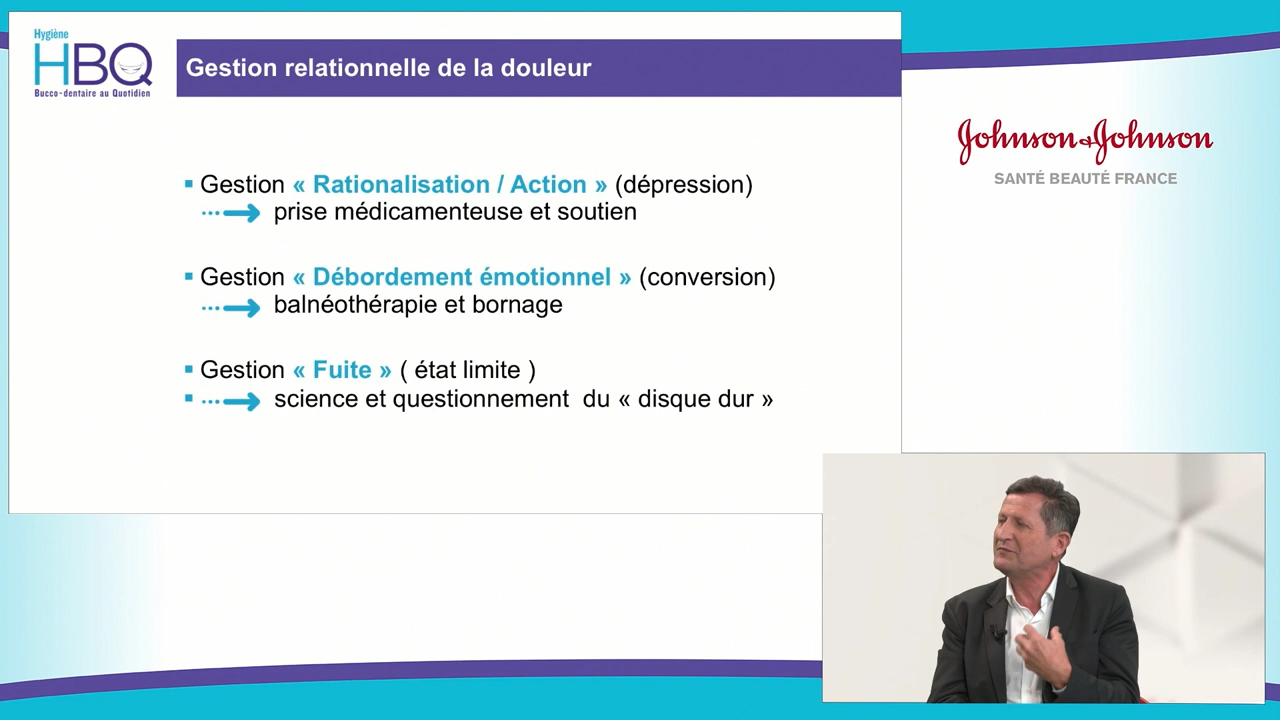 Hygiène
HBQ
Bucco-dentaire au Quotidien
Gestion relationnelle de la douleur
Johnson & Johnson
SANTÉ BEAUTÉ FRANCE
▪ Gestion « Rationalisation / Action » (dépression)
prise médicamenteuse et soutien
▪ Gestion « Débordement émotionnel » (conversion)
balnéothérapie et bornage
▪ Gestion « Fuite » ( état limite )
▪ science et questionnement du « disque dur »